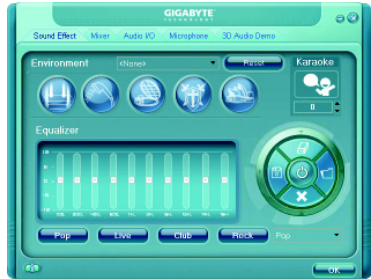 GIGABYTE
TECHNOLOGY
Sound Effect Mixer Audio I/O Microphone 3D Audio Demo
Environment <None> Reset Karaoke
0
Equalizer
Pop Live Club Rock Pop
OK